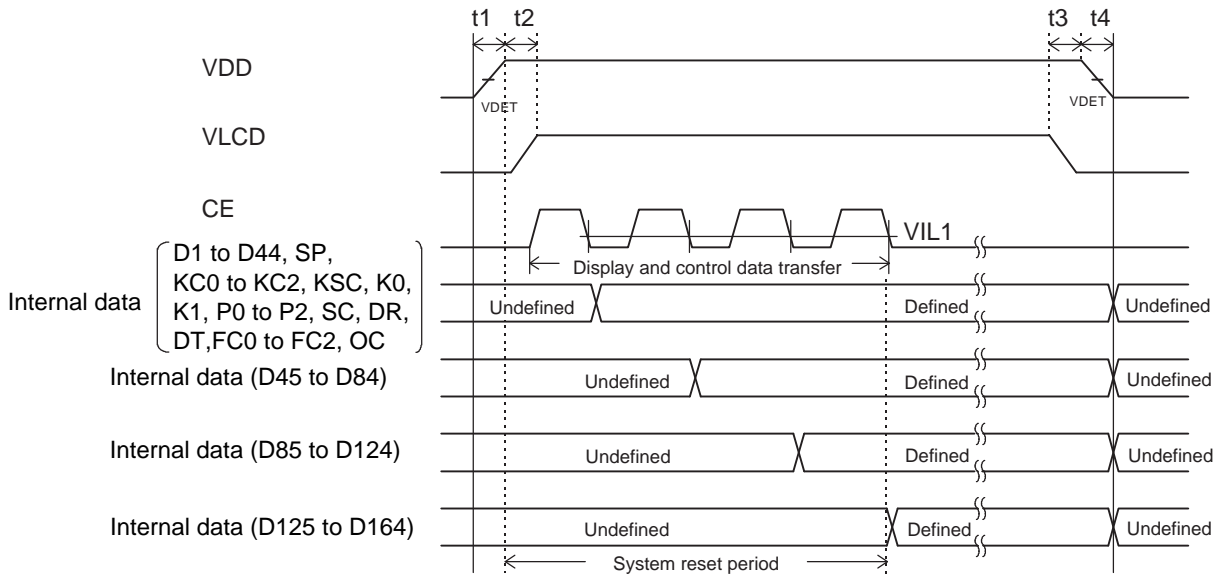 t1 t2 t3 t4
VDD
VDET VDET
VLCD
CE
VIL1
Display and control data transfer
Internal data
D1 to D44, SP,
KC0 to KC2, KSC, K0,
K1, P0 to P2, SC, DR,
DT,FC0 to FC2, OC
Undefined Defined Undefined
Internal data (D45 to D84) Undefined Defined Undefined
Internal data (D85 to D124) Undefined Defined Undefined
Internal data (D125 to D164) Undefined Defined Undefined
System reset period